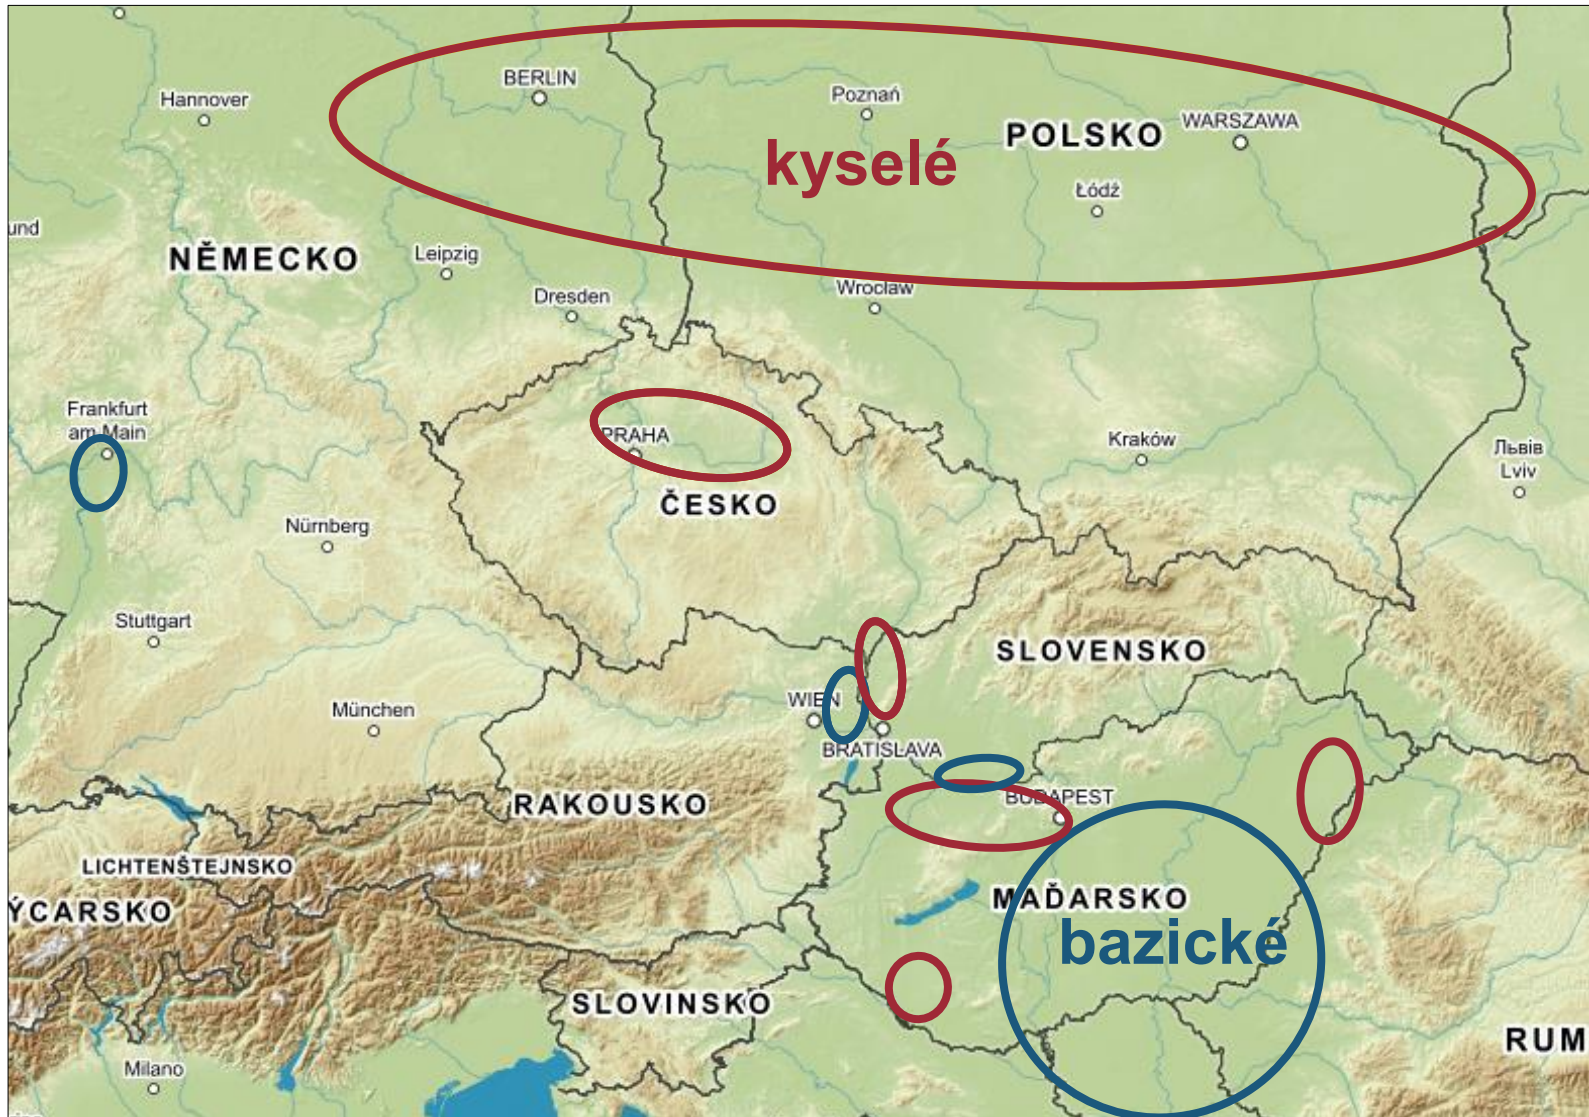 BERLIN
Hannover
Poznań
POLSKO
WARSZAWA
kyselé
Łódź
und
NĚMECKO
Leipzig
Dresden
Wrocław
Frankfurt
am Main
PRAHA
Kraków
Львів
Lviv
ČESKO
Nürnberg
Stuttgart
SLOVENSKO
WIEN
München
BRATISLAVA
BUDAPEST
RAKOUSKO
LICHTENŠTEJNSKO
MAĎARSKO
ÝCARSKO
bazické
SLOVINSKO
RUM
Milano